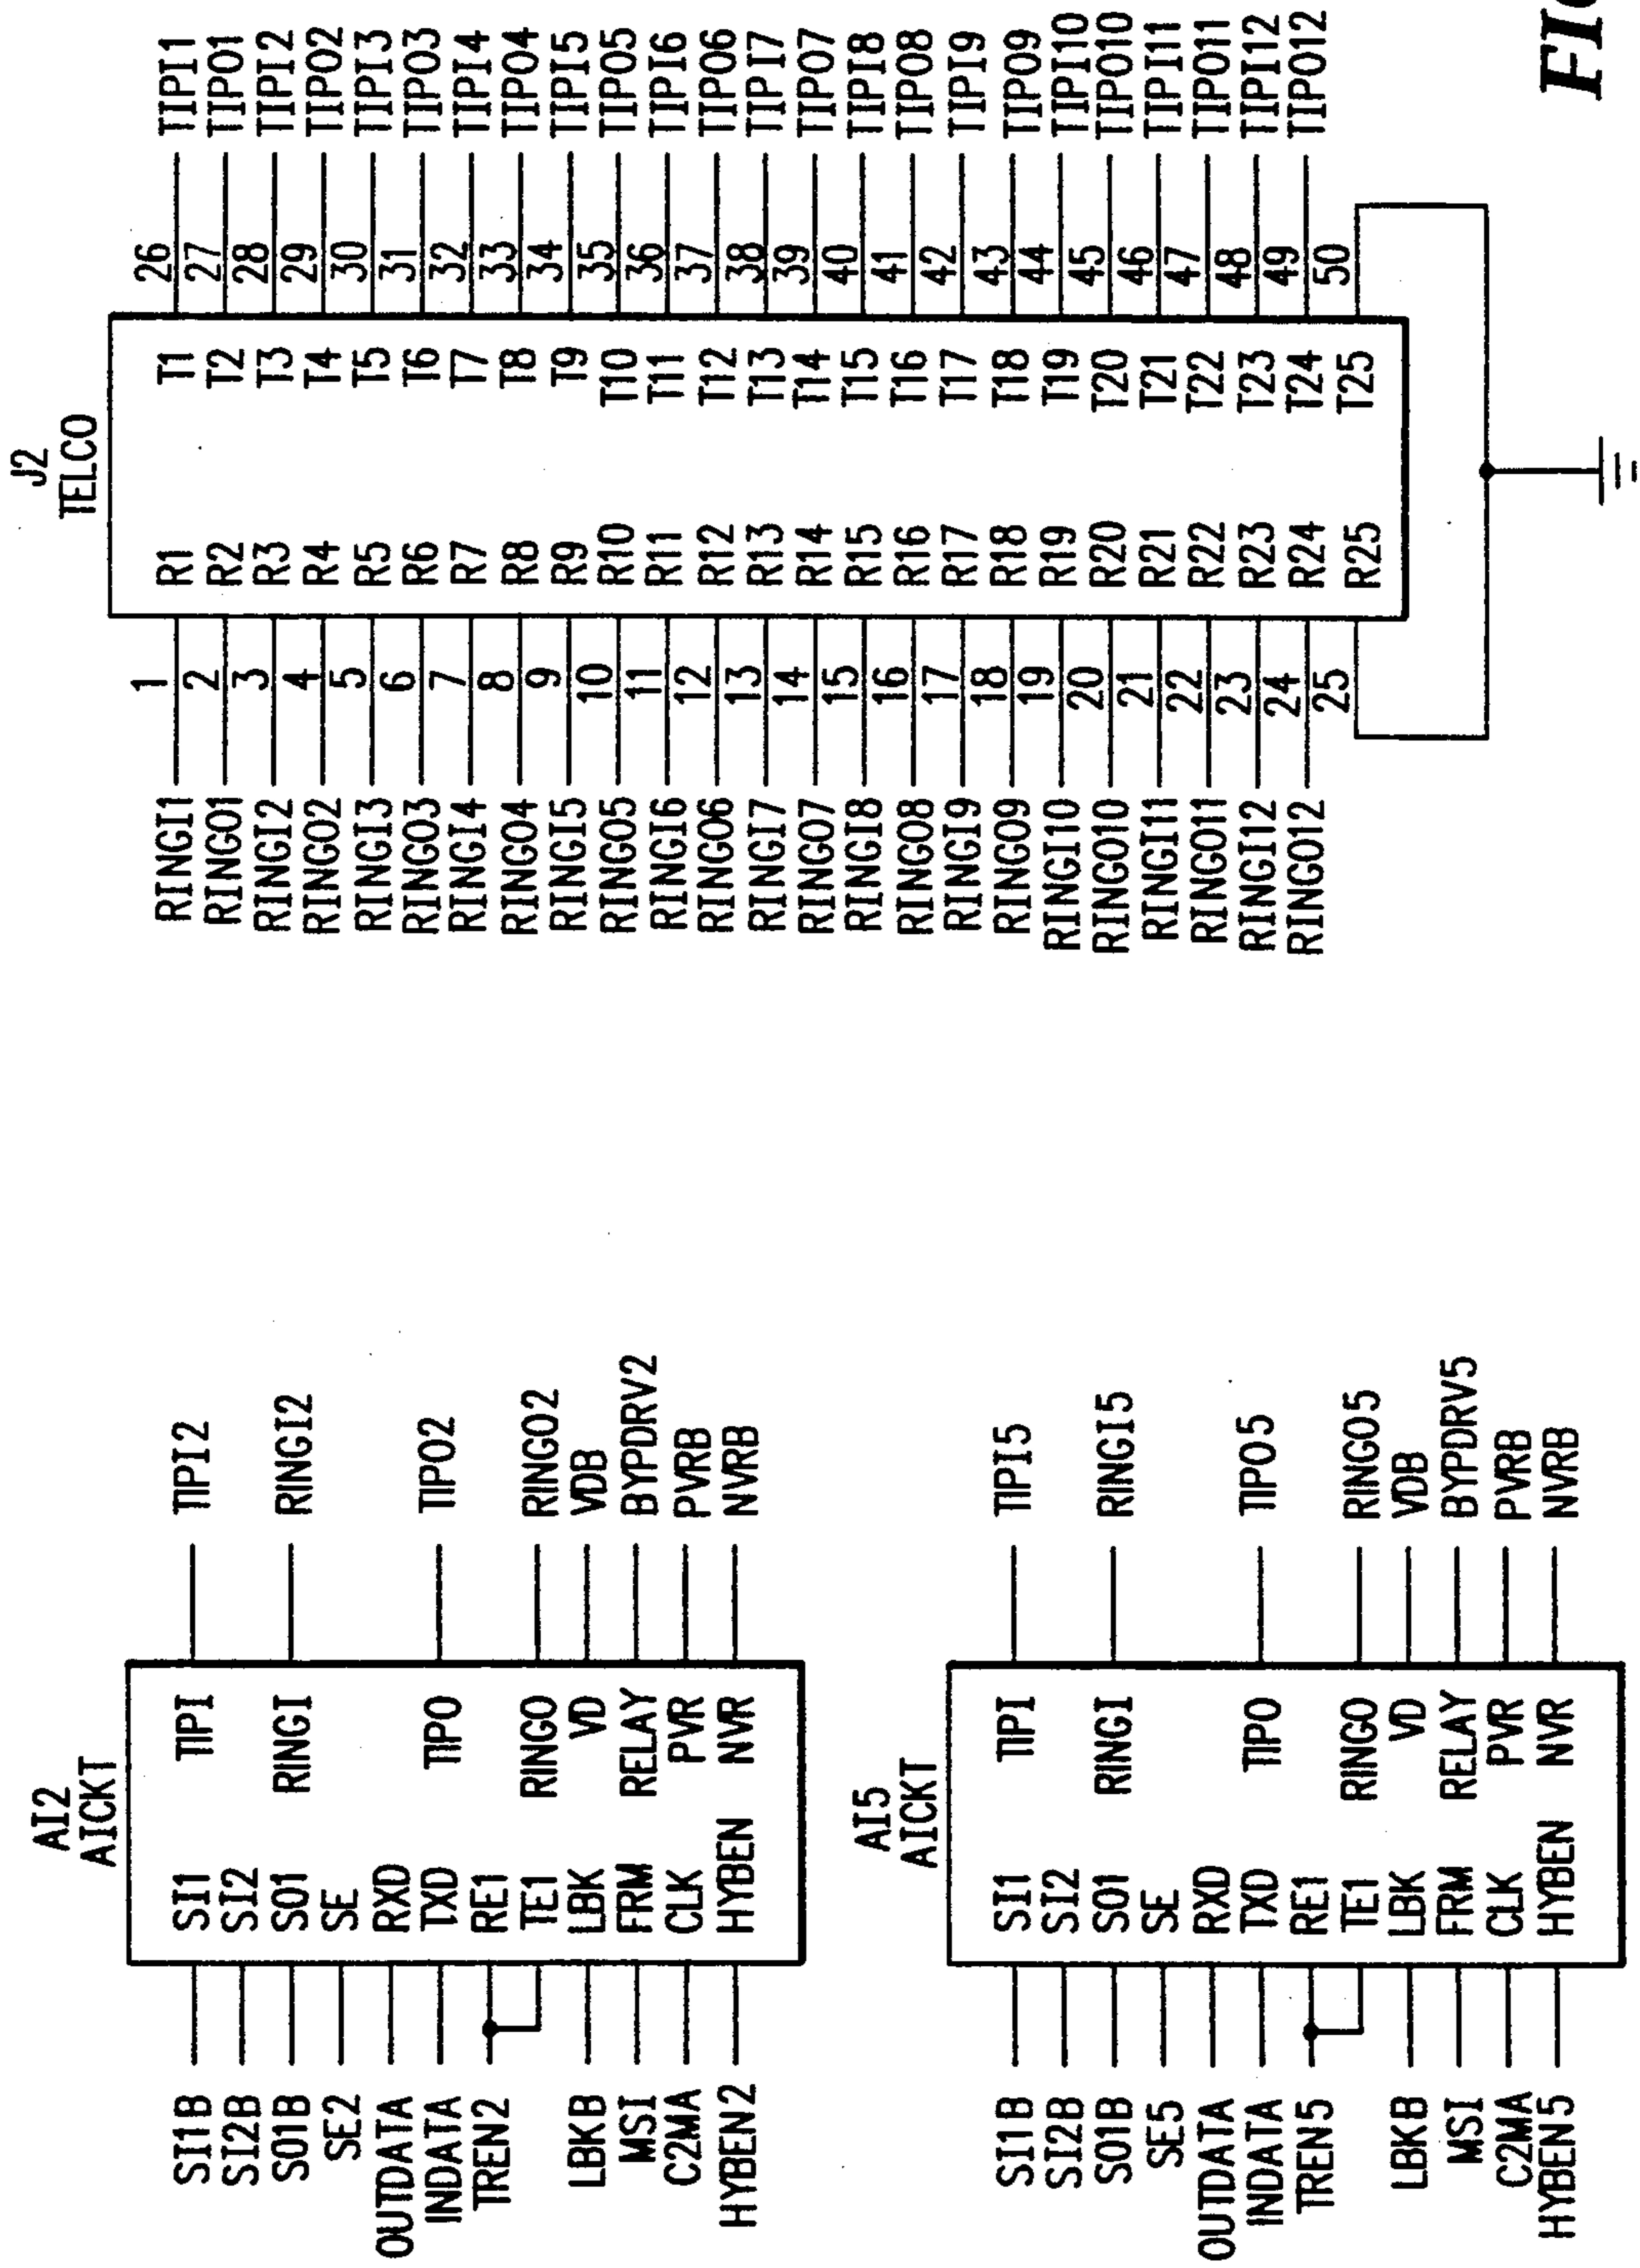 AI2
AICKT
SI1B SI1 TIPI TIPI2
SI2B SI2
SO1B SO1 RINGI RINGI2
SE2 SE
OUTDATA RXD
INDATA TXD TIPO TIPO2
TREN2 RE1
TE1 RINGO RINGO2
LBKB LBK VD VDB
MSI FRM RELAY BYPDRV2
C2MA CLK PVR PVRB
HYBEN2 HYBEN NVR NVRB
AI5
AICKT
SI1B SI1 TIPI TIPI5
SI2B SI2
SO1B SO1 RINGI RINGI5
SE5 SE
OUTDATA RXD
INDATA TXD TIPO TIPO5
TREN5 RE1
TE1 RINGO RINGO5
LBKB LBK VD VDB
MSI FRM RELAY BYPDRV5
C2MA CLK PVR PVRB
HYBEN5 HYBEN NVR NVRB
J2
TELCO
RINGI1 1 R1 T1 26 TIPI1
RINGO1 2 R2 T2 27 TIPO1
RINGI2 3 R3 T3 28 TIPI2
RINGO2 4 R4 T4 29 TIPO2
RINGI3 5 R5 T5 30 TIPI3
RINGO3 6 R6 T6 31 TIPO3
RINGI4 7 R7 T7 32 TIPI4
RINGO4 8 R8 T8 33 TIPO4
RINGI5 9 R9 T9 34 TIPI5
RINGO5 10 R10 T10 35 TIPO5
RINGI6 11 R11 T11 36 TIPI6
RINGO6 12 R12 T12 37 TIPO6
RINGI7 13 R13 T13 38 TIPI7
RINGO7 14 R14 T14 39 TIPO7
RINGI8 15 R15 T15 40 TIPI8
RINGO8 16 R16 T16 41 TIPO8
RINGI9 17 R17 T17 42 TIPI9
RINGO9 18 R18 T18 43 TIPO9
RINGI10 19 R19 T19 44 TIPI10
RINGO10 20 R20 T20 45 TIPO10
RINGI11 21 R21 T21 46 TIPI11
RINGO11 22 R22 T22 47 TIPO11
RINGI12 23 R23 T23 48 TIPI12
RINGO12 24 R24 T24 49 TIPO12
25 R25 T25 50